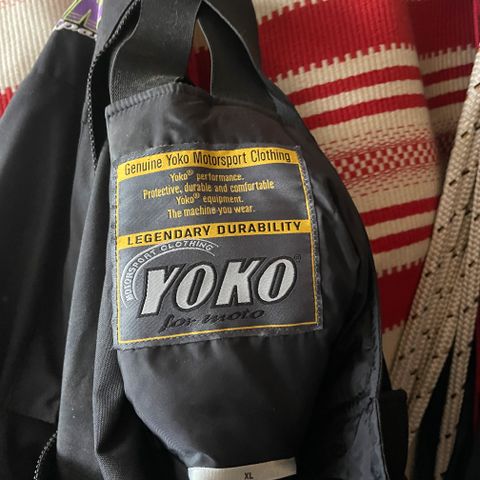 Genuine Yoko Motorsport Clothing
Yoko® performance.
Protective, durable and comfortable
Yoko® equipment.
The machine you wear.
LEGENDARY DURABILITY
MOTORSPORT CLOTHING
YOKO®
for moto
XL